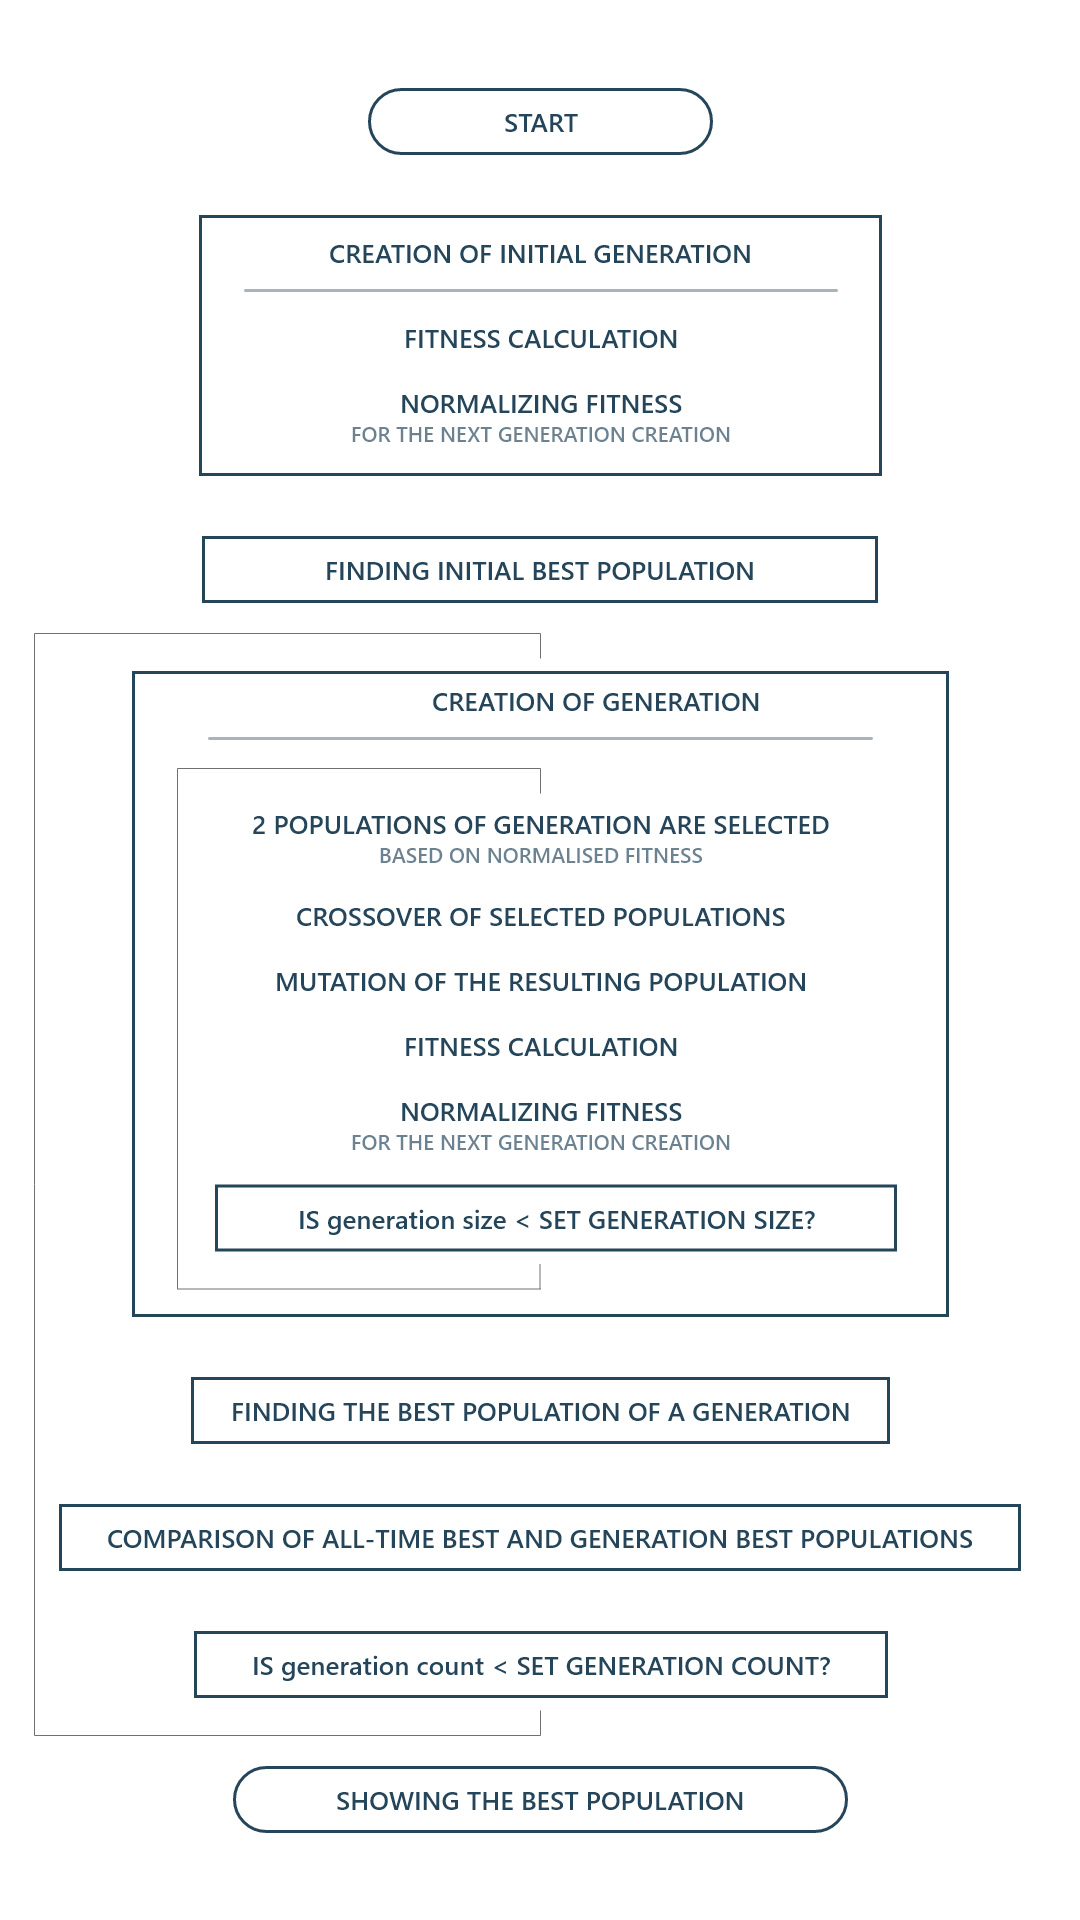 START
CREATION OF INITIAL GENERATION
FITNESS CALCULATION
NORMALIZING FITNESS
FOR THE NEXT GENERATION CREATION
FINDING INITIAL BEST POPULATION
CREATION OF GENERATION
2 POPULATIONS OF GENERATION ARE SELECTED
BASED ON NORMALISED FITNESS
CROSSOVER OF SELECTED POPULATIONS
MUTATION OF THE RESULTING POPULATION
FITNESS CALCULATION
NORMALIZING FITNESS
FOR THE NEXT GENERATION CREATION
IS generation size < SET GENERATION SIZE?
FINDING THE BEST POPULATION OF A GENERATION
COMPARISON OF ALL-TIME BEST AND GENERATION BEST POPULATIONS
IS generation count < SET GENERATION COUNT?
SHOWING THE BEST POPULATION